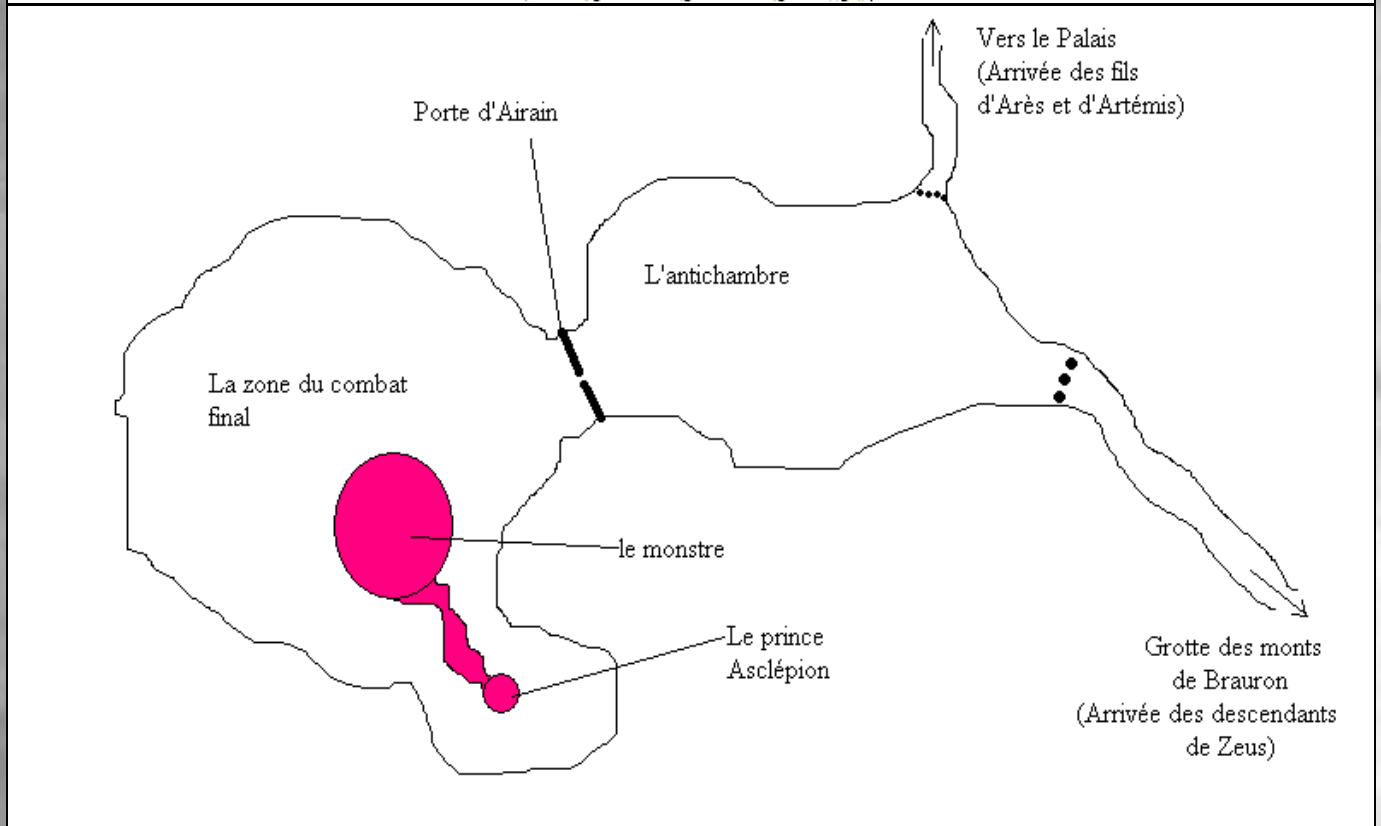 Vers le Palais
(Arrivée des fils
d'Arès et d'Artémis)
Porte d'Airain
L'antichambre
La zone du combat
final
le monstre
Le prince
Asclépion
Grotte des monts
de Brauron
(Arrivée des descendants
de Zeus)